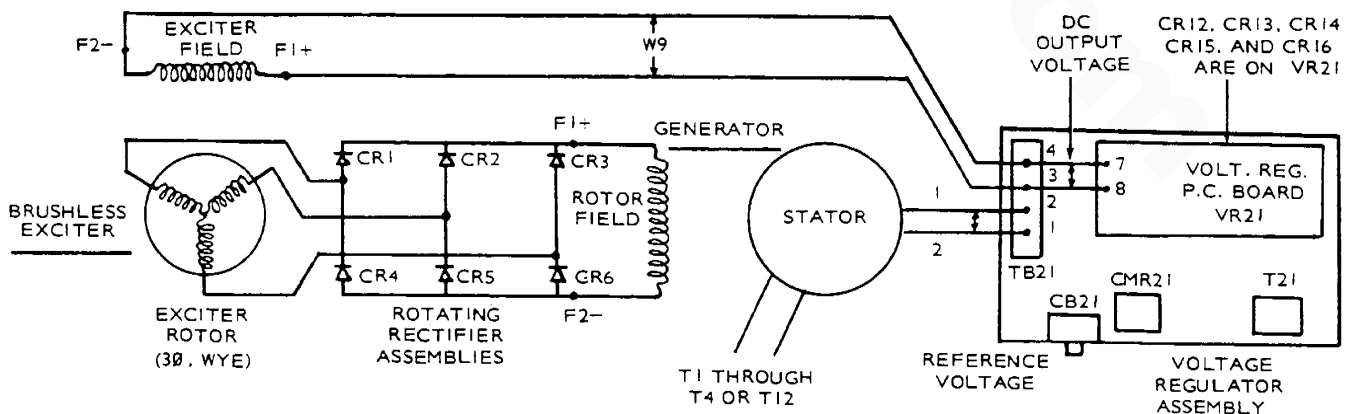 F2-
EXCITER
FIELD
F1+
W9
DC
OUTPUT
VOLTAGE
CR12, CR13, CR14
CR15, AND CR16
ARE ON VR21
BRUSHLESS
EXCITER
EXCITER
ROTOR
(30, WYE)
CR1
CR2
CR3
CR4
CR5
CR6
F1+
F2-
ROTATING
RECTIFIER
ASSEMBLIES
GENERATOR
ROTOR
FIELD
STATOR
T1 THROUGH
T4 OR T12
1
2
4
3
2
1
TB21
7
8
VOLT. REG.
P.C. BOARD
VR21
CB21
CMR21
T21
REFERENCE
VOLTAGE
VOLTAGE
REGULATOR
ASSEMBLY